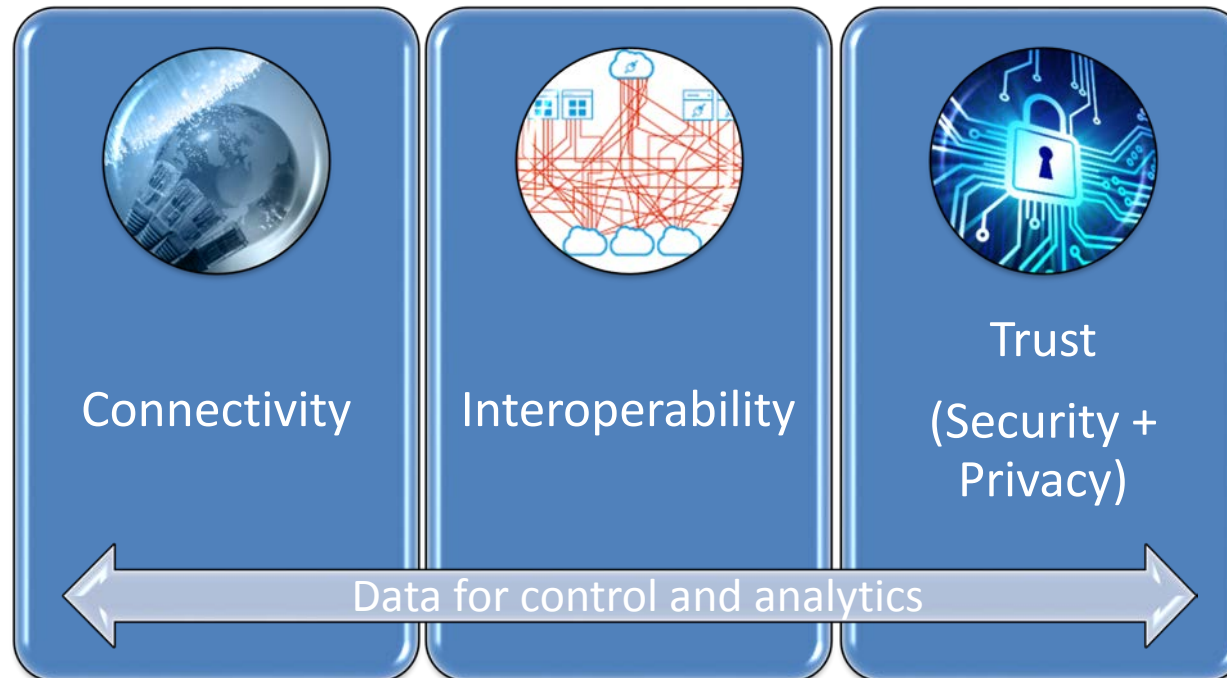 Connectivity
Interoperability
Trust
(Security +
Privacy)
Data for control and analytics